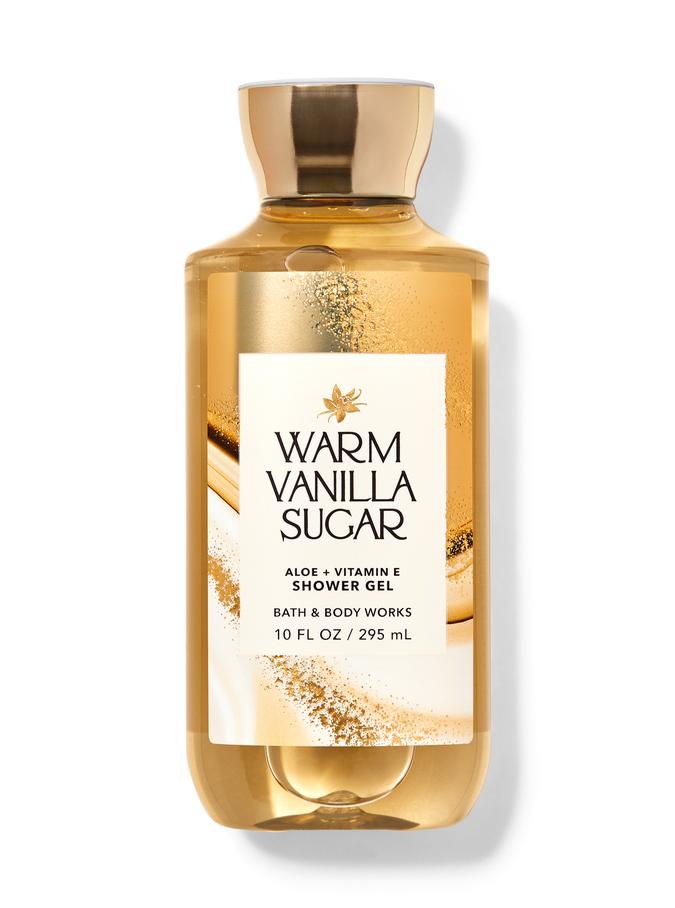 WARM
VANILLA
SUGAR
ALOE + VITAMIN E
SHOWER GEL
BATH & BODY WORKS
10 FL OZ / 295 mL